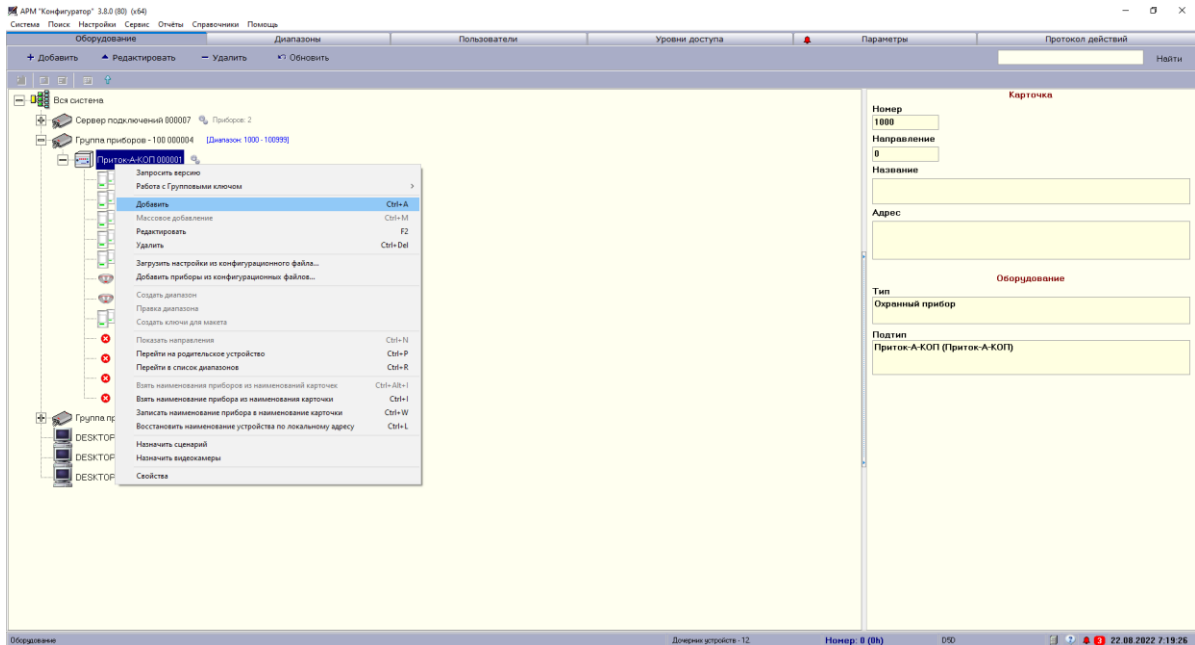 АРМ "Конфигуратор" 3.8.0 (80) (x64)
Система Поиск Настройки Сервис Отчёты Справочники Помощь
Оборудование Диапазоны Пользователи Уровни доступа Параметры Протокол действий
+ Добавить Редактировать − Удалить Обновить Найти
Вся система
Сервер подключений 000007 Приборов: 2
Группа приборов - 100 000004 [Диапазон: 1000 - 100999]
Приток-А-КОП 000001
Запросить версию
Работа с Групповыми ключом >
Добавить Ctrl+A
Массовое добавление Ctrl+M
Редактировать F2
Удалить Ctrl+Del
Загрузить настройки из конфигурационного файла...
Добавить приборы из конфигурационных файлов...
Создать диапазон
Правка диапазона
Создать ключи для макета
Показать направления Ctrl+N
Перейти на родительское устройство Ctrl+P
Перейти в список диапазонов Ctrl+R
Взять наименования приборов из наименований карточек Ctrl+Alt+I
Взять наименование прибора из наименования карточки Ctrl+I
Записать наименование прибора в наименование карточки Ctrl+W
Восстановить наименование устройства по локальному адресу Ctrl+L
Назначить сценарий
Назначить видеокамеры
Свойства
Группа пр
DESKTOP
DESKTOP
DESKTOP
Карточка
Номер
1000
Направление
0
Название
Адрес
Оборудование
Тип
Охранный прибор
Подтип
Приток-А-КОП (Приток-А-КОП)
Оборудование Дочерних устройств - 12. Номер: 0 (0h) D5D 3 22.08.2022 7:19:26